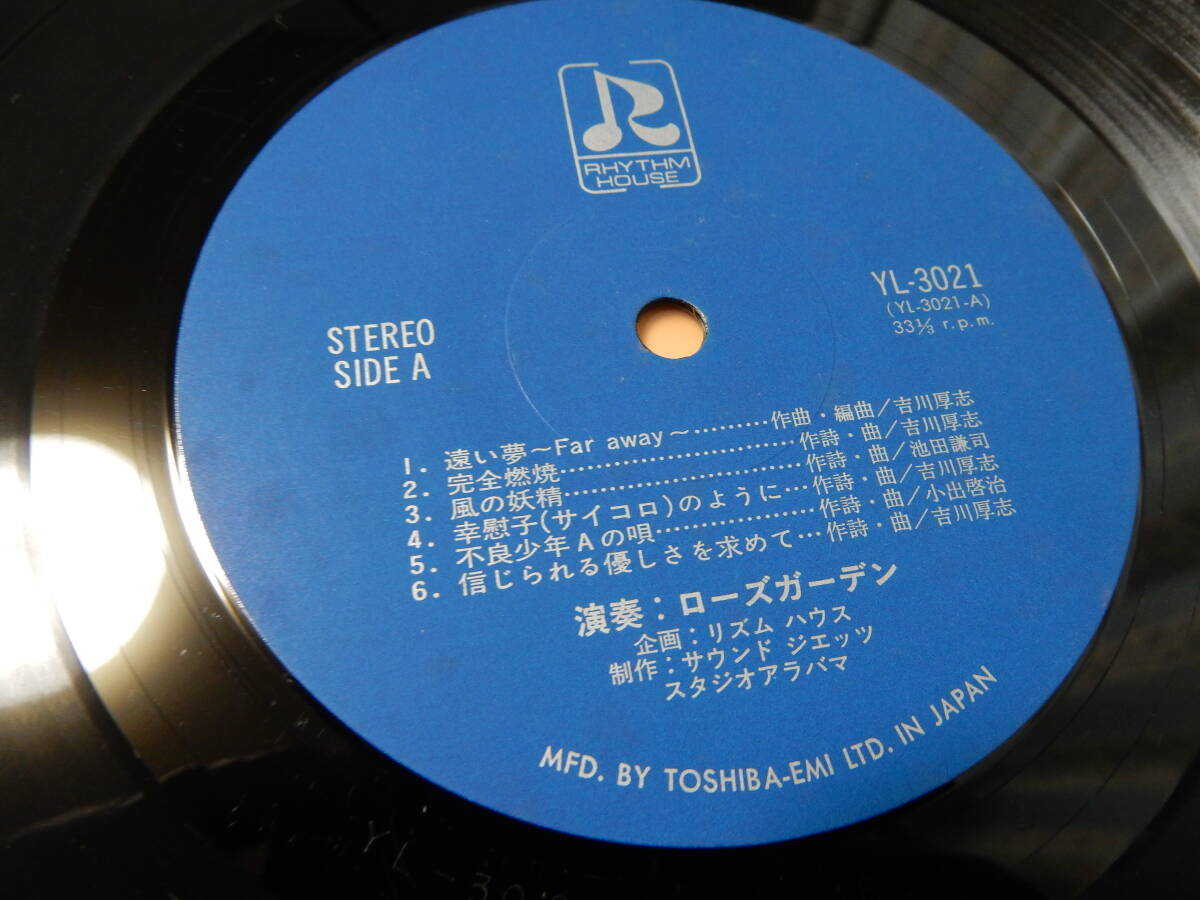 RHYTHM
HOUSE
YL-3021
(YL-3021-A)
33⅓ r.p.m.
STEREO
SIDE A
1. 遠い夢～Far away～………作曲・編曲／吉川厚志
2. 完全燃焼………………………作詩・曲／吉川厚志
3. 風の妖精………………………作詩・曲／池田謙司
4. 幸慰子(サイコロ)のように…作詩・曲／吉川厚志
5. 不良少年Aの唄………………作詩・曲／小出啓治
6. 信じられる優しさを求めて…作詩・曲／吉川厚志
演奏：ローズガーデン
企画：リズム ハウス
制作：サウンド ジエッツ
スタジオアラバマ
MFD. BY TOSHIBA-EMI LTD. IN JAPAN